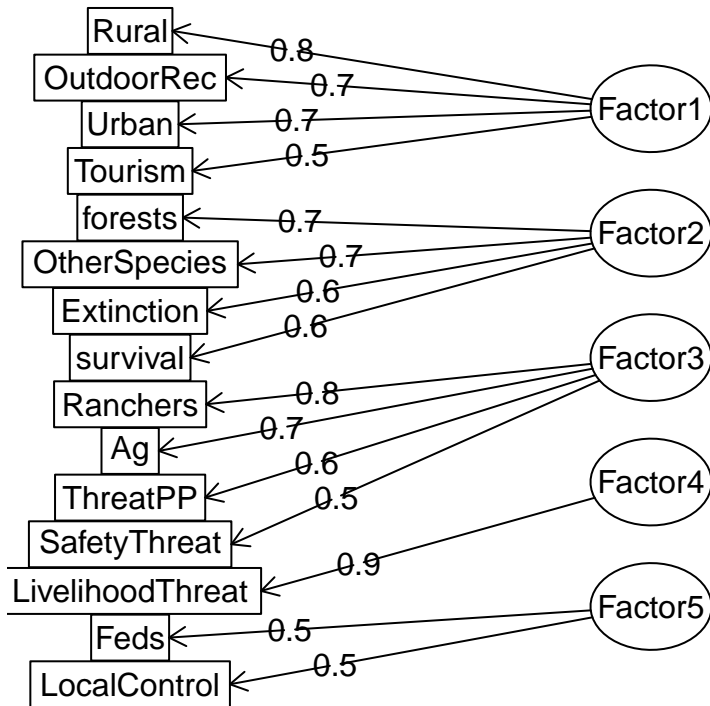 Rural
0.8
OutdoorRec
0.7
Factor1
Urban
0.7
Tourism
0.5
forests
0.7
Factor2
OtherSpecies
0.7
Extinction
0.6
survival
0.6
Factor3
Ranchers
0.8
Ag
0.7
ThreatPP
0.6
Factor4
SafetyThreat
0.5
LivelihoodThreat
0.9
Factor5
Feds
0.5
LocalControl
0.5